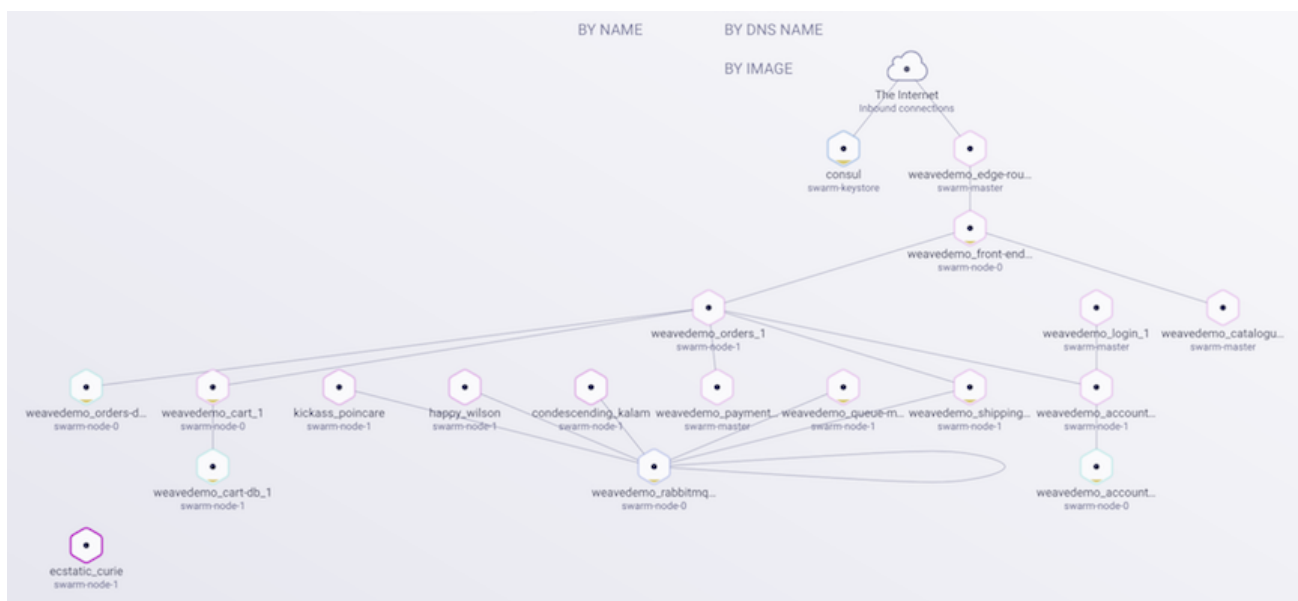 BY NAME
BY DNS NAME
BY IMAGE
The Internet
Inbound connections
consul
swarm-keystore
weavedemo_edge-rou...
swarm-master
weavedemo_front-end...
swarm-node-0
weavedemo_orders_1
swarm-node-1
weavedemo_login_1
swarm-master
weavedemo_catalogu...
swarm-master
weavedemo_orders-d...
swarm-node-0
weavedemo_cart_1
swarm-node-0
kickass_poincare
swarm-node-1
happy_wilson
swarm-node-1
condescending_kalam
swarm-node-1
weavedemo_payment...
swarm-master
weavedemo_queue-m...
swarm-node-1
weavedemo_shipping...
swarm-node-1
weavedemo_account...
swarm-node-1
weavedemo_cart-db_1
swarm-node-1
weavedemo_rabbitmq...
swarm-node-0
weavedemo_account...
swarm-node-0
ecstatic_curie
swarm-node-1